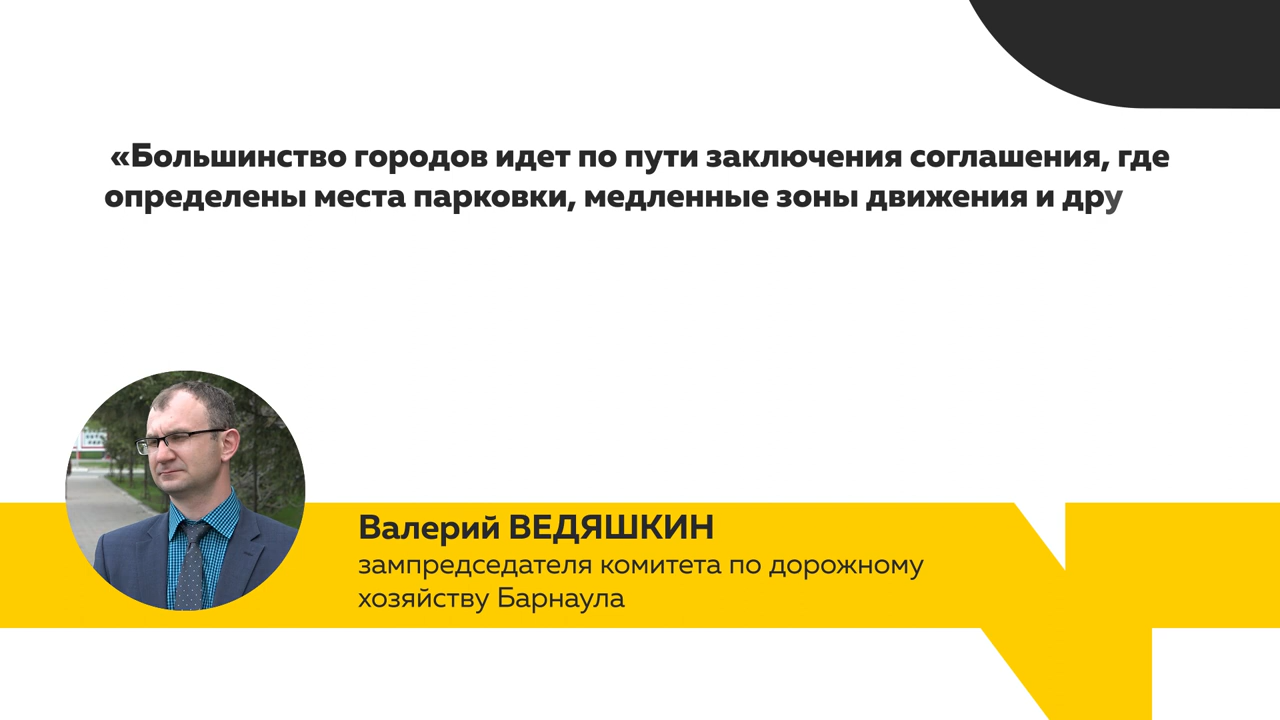 «Большинство городов идет по пути заключения соглашения, где
определены места парковки, медленные зоны движения и дру
Валерий ВЕДЯШКИН
зампредседателя комитета по дорожному
хозяйству Барнаула